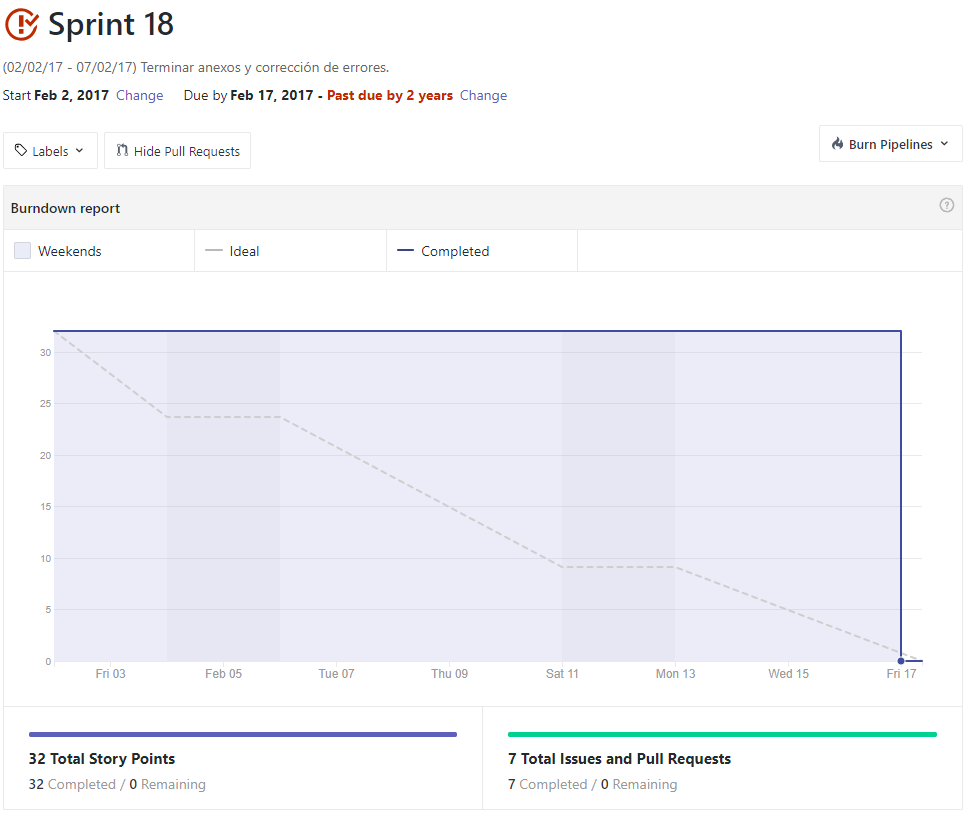 Sprint 18
(02/02/17 - 07/02/17) Terminar anexos y corrección de errores.
Start Feb 2, 2017 Change Due by Feb 17, 2017 - Past due by 2 years Change
Labels Hide Pull Requests Burn Pipelines
Burndown report ?
Weekends Ideal Completed
30
25
20
15
10
5
0
Fri 03 Feb 05 Tue 07 Thu 09 Sat 11 Mon 13 Wed 15 Fri 17
32 Total Story Points
32 Completed / 0 Remaining
7 Total Issues and Pull Requests
7 Completed / 0 Remaining